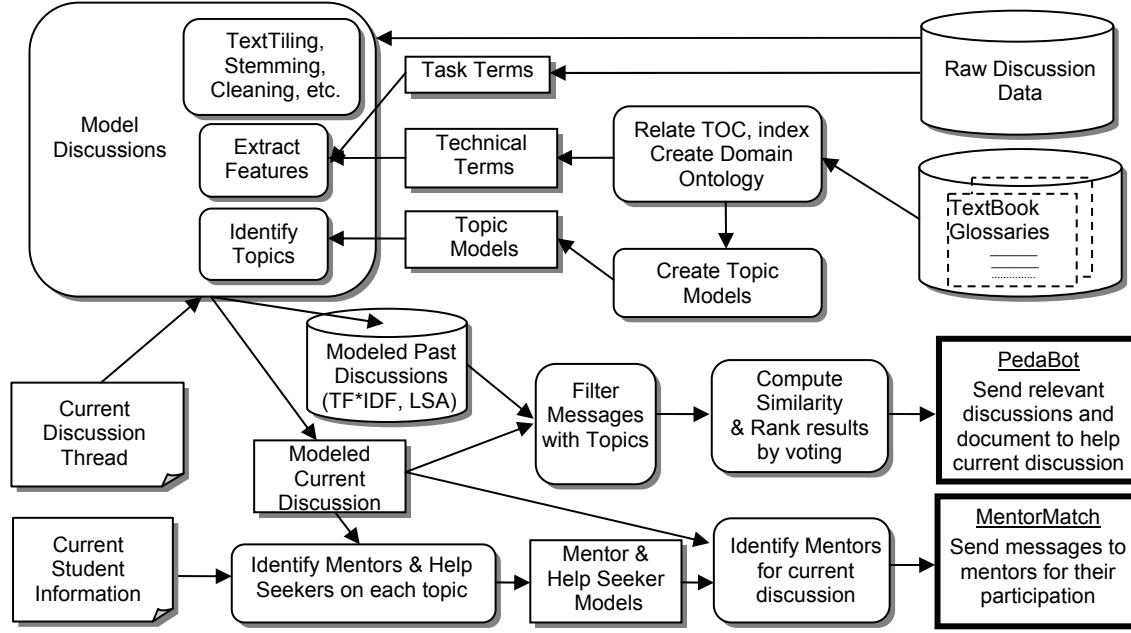 TextTiling,
Stemming,
Cleaning, etc.
Model
Discussions
Extract
Features
Identify
Topics
Task Terms
Technical
Terms
Topic
Models
Relate TOC, index
Create Domain
Ontology
Create Topic
Models
Raw Discussion
Data
TextBook
Glossaries
Modeled Past
Discussions
(TF*IDF, LSA)
Current
Discussion
Thread
Modeled
Current
Discussion
Filter
Messages
with Topics
Compute
Similarity
& Rank results
by voting
PedaBot
Send relevant
discussions and
document to help
current discussion
Current
Student
Information
Identify Mentors & Help
Seekers on each topic
Mentor &
Help Seeker
Models
Identify Mentors
for current
discussion
MentorMatch
Send messages to
mentors for their
participation